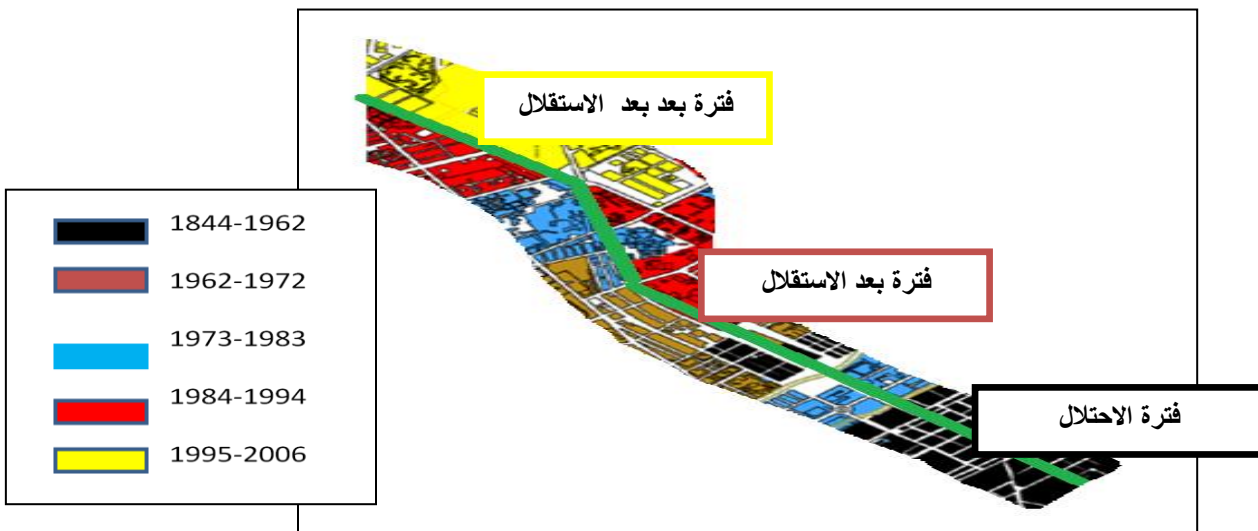 فترة بعد بعد الاستقلال
فترة بعد الاستقلال
فترة الاحتلال
1844-1962
1962-1972
1973-1983
1984-1994
1995-2006